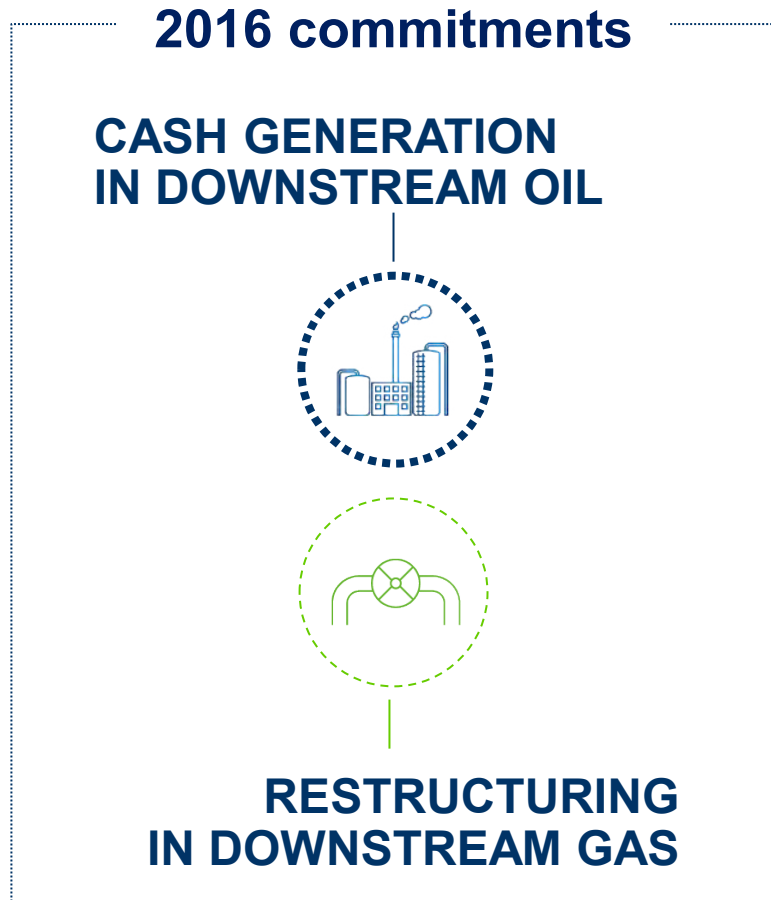 2016 commitments
CASH GENERATION
IN DOWNSTREAM OIL
RESTRUCTURING
IN DOWNSTREAM GAS